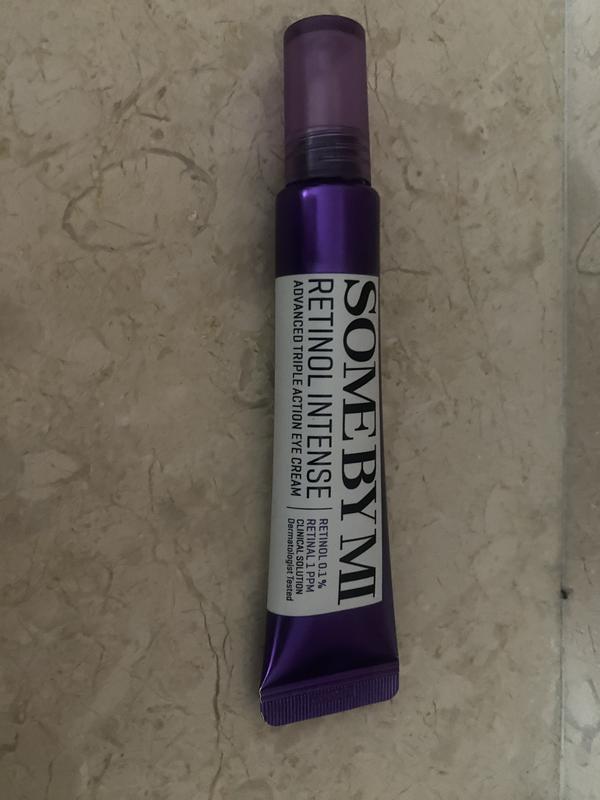 SOME BY MI
RETINOL INTENSE
ADVANCED TRIPLE ACTION EYE CREAM
RETINOL 0.1%
RETINAL 1 PPM
CLINICAL SOLUTION
Dermatologist Tested